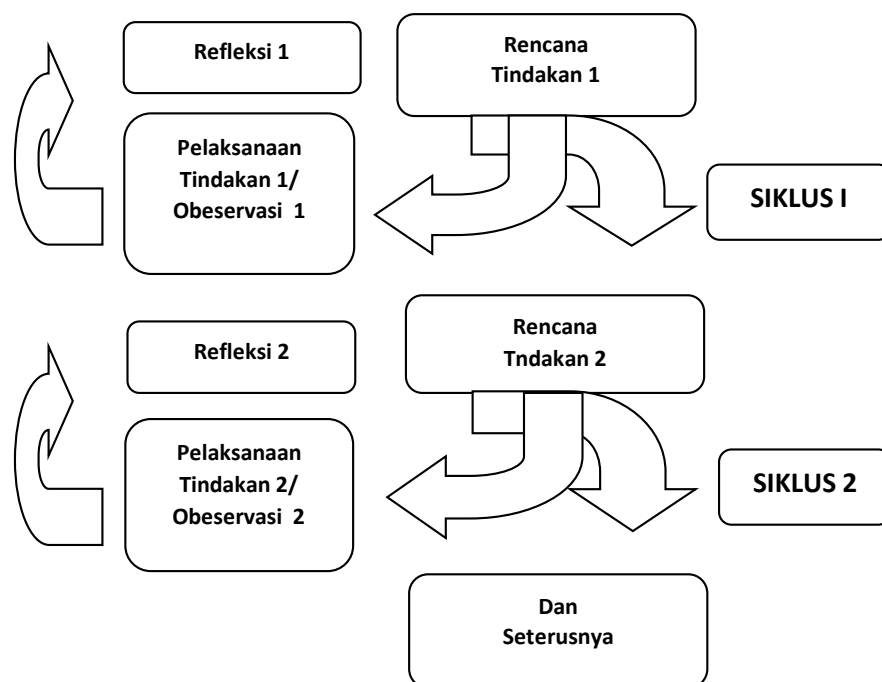 Refleksi 1
Rencana
Tindakan 1
Pelaksanaan
Tindakan 1/
Obeservasi 1
SIKLUS I
Refleksi 2
Rencana
Tndakan 2
Pelaksanaan
Tindakan 2/
Obeservasi 2
SIKLUS 2
Dan
Seterusnya